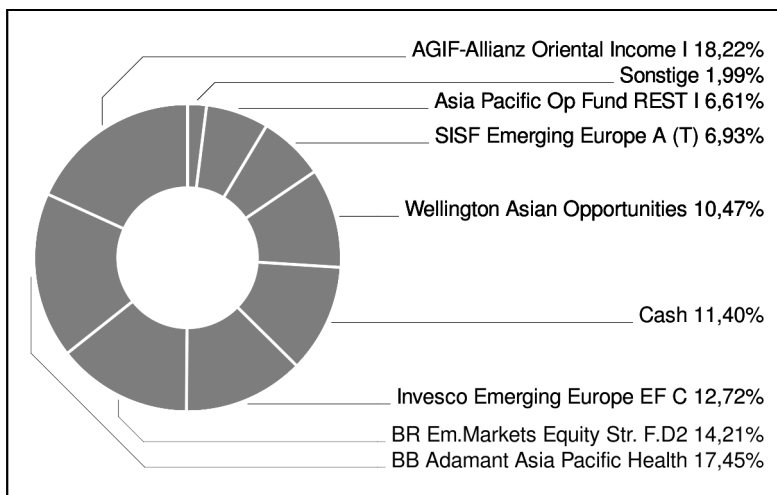 AGIF-Allianz Oriental Income I 18,22%
Sonstige 1,99%
Asia Pacific Op Fund REST I 6,61%
SISF Emerging Europe A (T) 6,93%
Wellington Asian Opportunities 10,47%
Cash 11,40%
Invesco Emerging Europe EF C 12,72%
BR Em.Markets Equity Str. F.D2 14,21%
BB Adamant Asia Pacific Health 17,45%